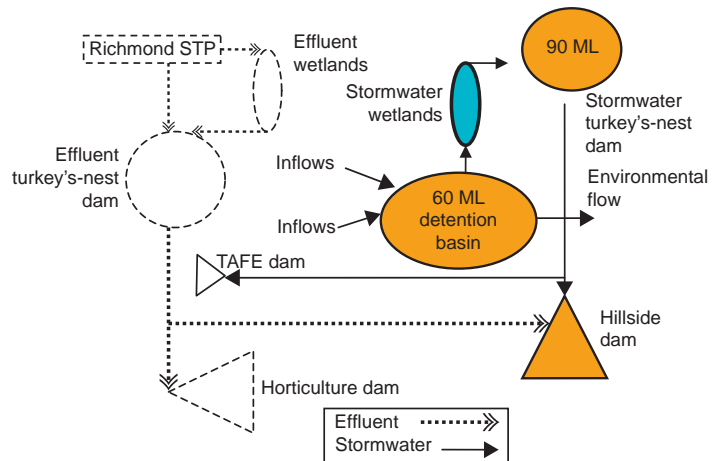 Richmond STP
Effluent
wetlands
90 ML
Stormwater
wetlands
Stormwater
turkey's-nest
dam
Effluent
turkey's-nest
dam
Inflows
Inflows
60 ML
detention
basin
Environmental
flow
TAFE dam
Hillside
dam
Horticulture dam
Effluent
Stormwater